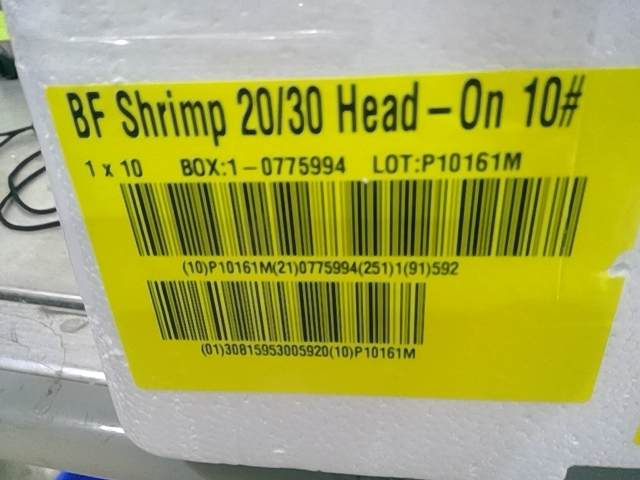 BF Shrimp 20/30 Head-On 10#
1 x 10 BOX:1-0775994 LOT:P10161M
(10)P10161M(21)0775994(251)1(91)592
(01)30815953005920(10)P10161M